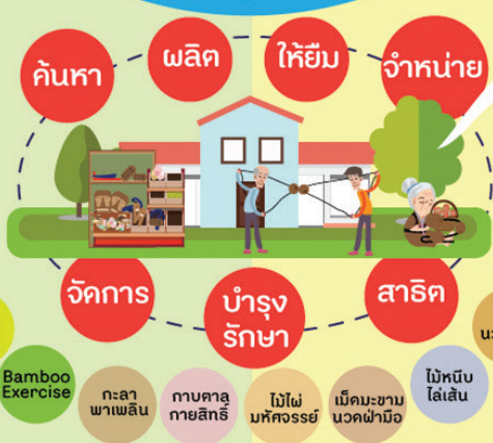 ค้นหา
ผลิต
ให้ยืม
จำหน่าย
จัดการ
บำรุง
รักษา
สาธิต
Bamboo
Exercise
กะลา
พาเพลิน
กาบตาล
กายสิทธิ์
ไม้ไผ่
มหัศจรรย์
เม็ดมะขาม
นวดฝ่ามือ
ไม้หนีบ
ไล่เส้น